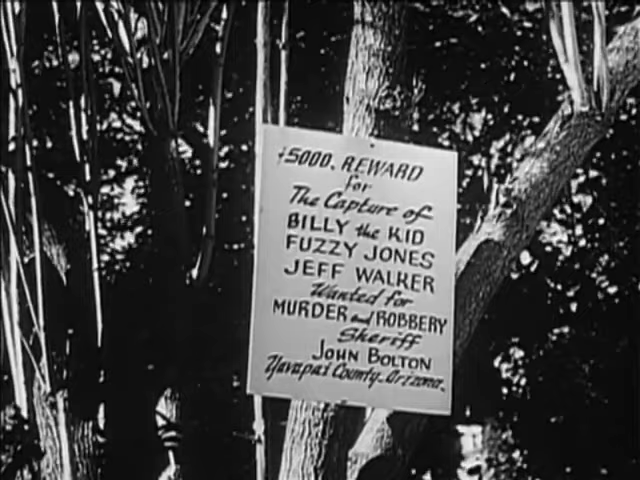 $5000. REWARD
for
The Capture of
BILLY the KID
FUZZY JONES
JEFF WALKER
Wanted for
MURDER and ROBBERY
Sheriff
JOHN BOLTON
Yavapai County-Arizona.